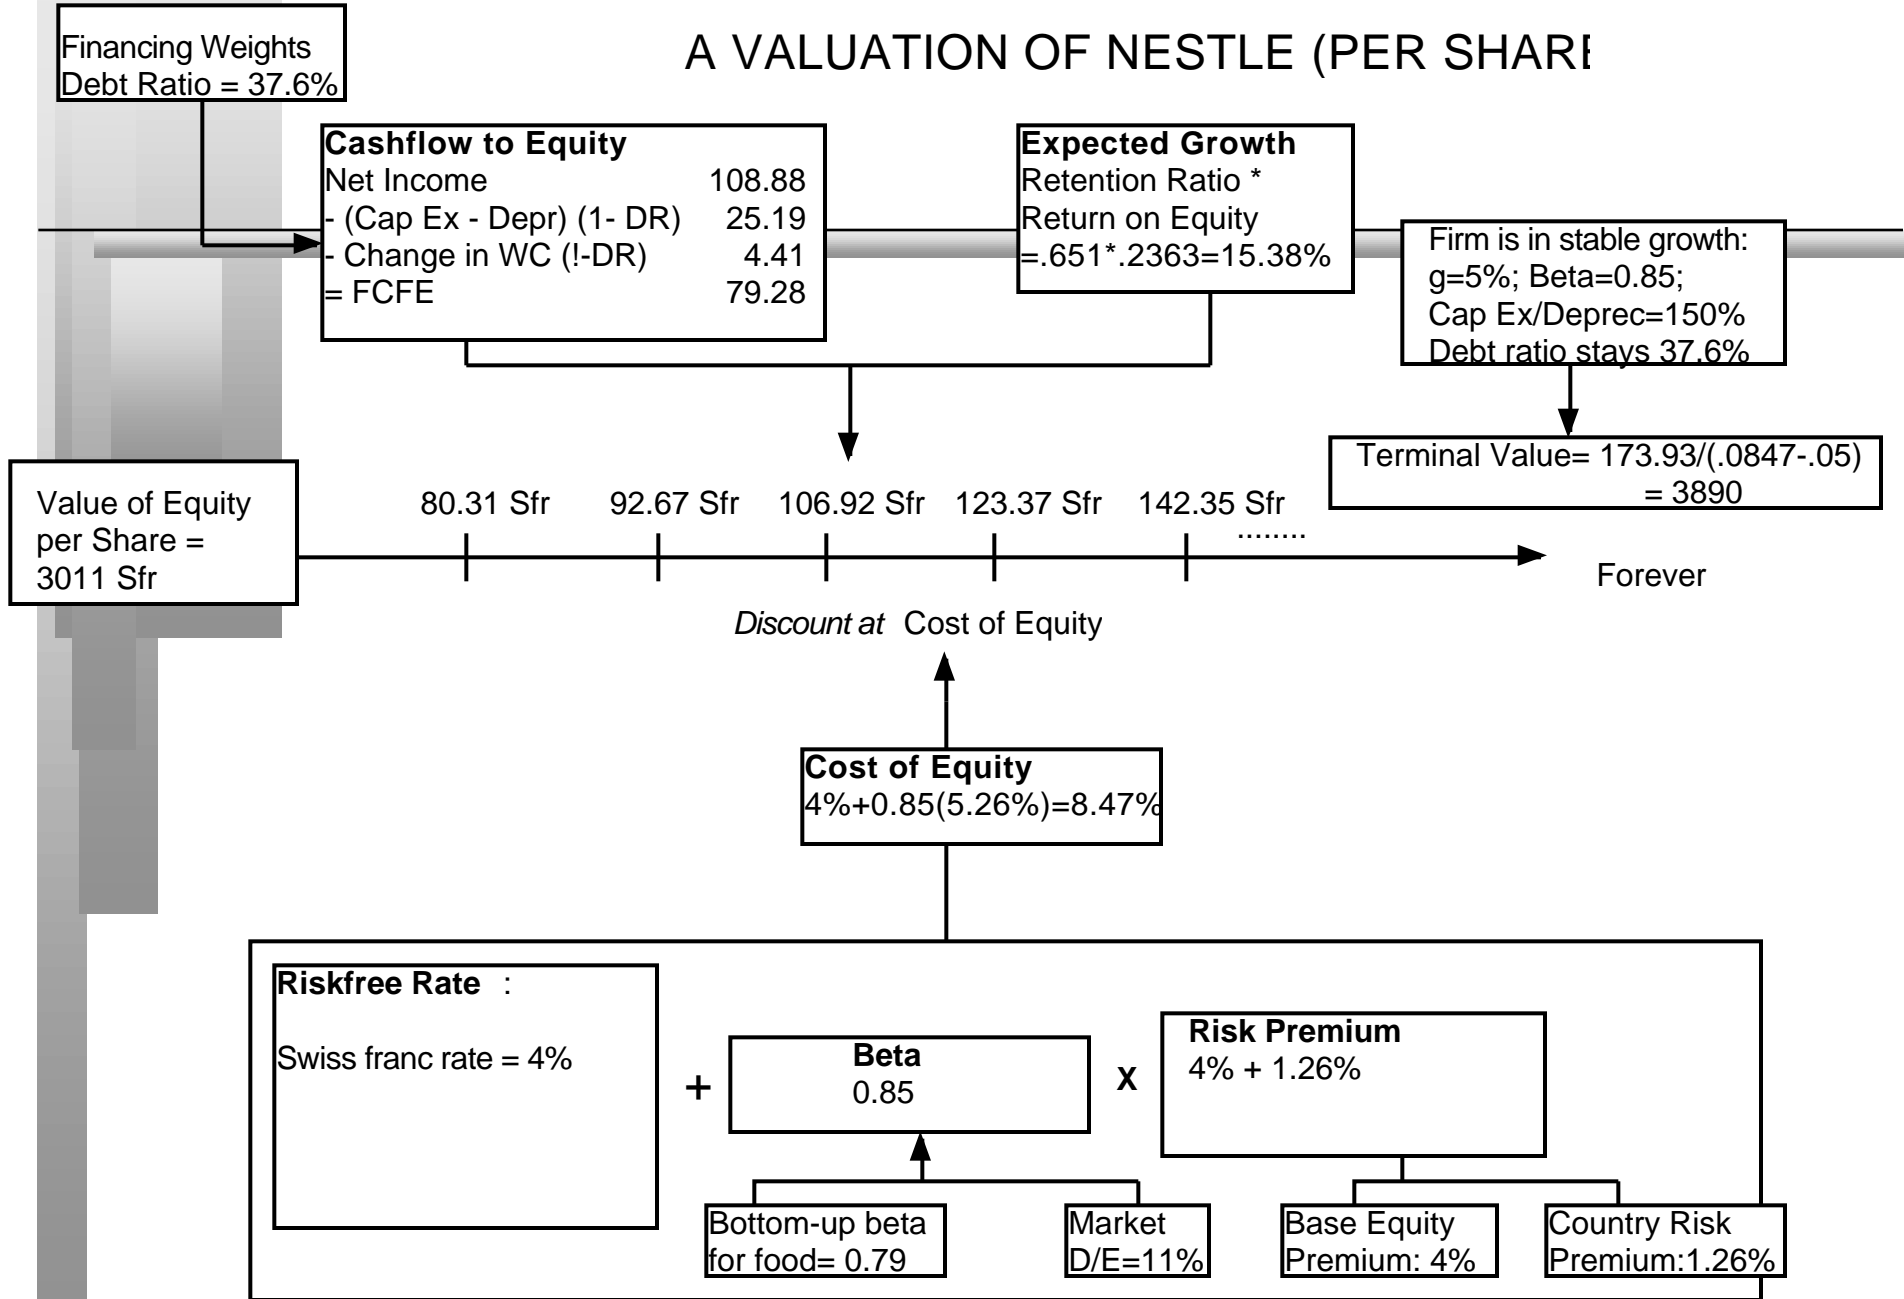 A VALUATION OF NESTLE (PER SHARE
Financing Weights
Debt Ratio = 37.6%
Cashflow to Equity
Net Income 108.88
- (Cap Ex - Depr) (1- DR) 25.19
- Change in WC (!-DR) 4.41
= FCFE 79.28
Expected Growth
Retention Ratio *
Return on Equity
=.651*.2363=15.38%
Firm is in stable growth:
g=5%; Beta=0.85;
Cap Ex/Deprec=150%
Debt ratio stays 37.6%
Terminal Value= 173.93/(.0847-.05)
= 3890
Value of Equity
per Share =
3011 Sfr
80.31 Sfr 92.67 Sfr 106.92 Sfr 123.37 Sfr 142.35 Sfr
........
Forever
Discount at Cost of Equity
Cost of Equity
4%+0.85(5.26%)=8.47%
Riskfree Rate :
Swiss franc rate = 4%
+
Beta
0.85
X
Risk Premium
4% + 1.26%
Bottom-up beta
for food= 0.79
Market
D/E=11%
Base Equity
Premium: 4%
Country Risk
Premium:1.26%